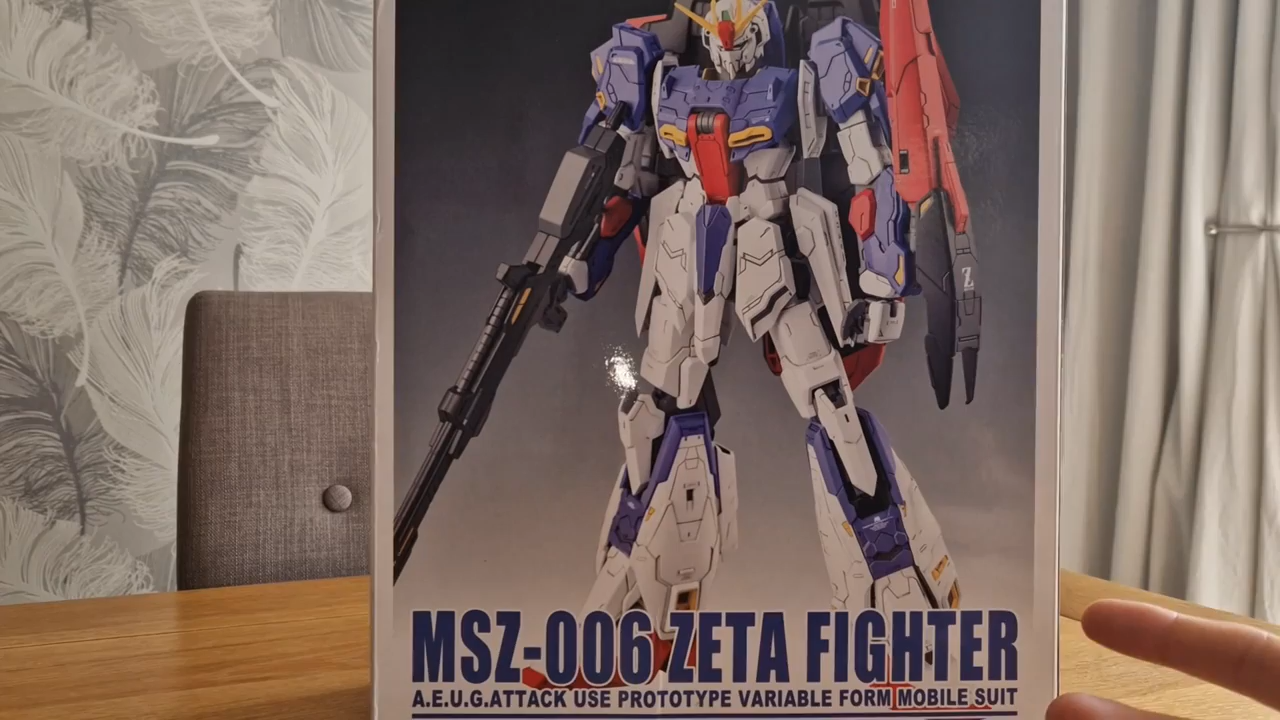 Z
MSZ-006 ZETA FIGHTER
A.E.U.G.ATTACK USE PROTOTYPE VARIABLE FORM MOBILE SUIT